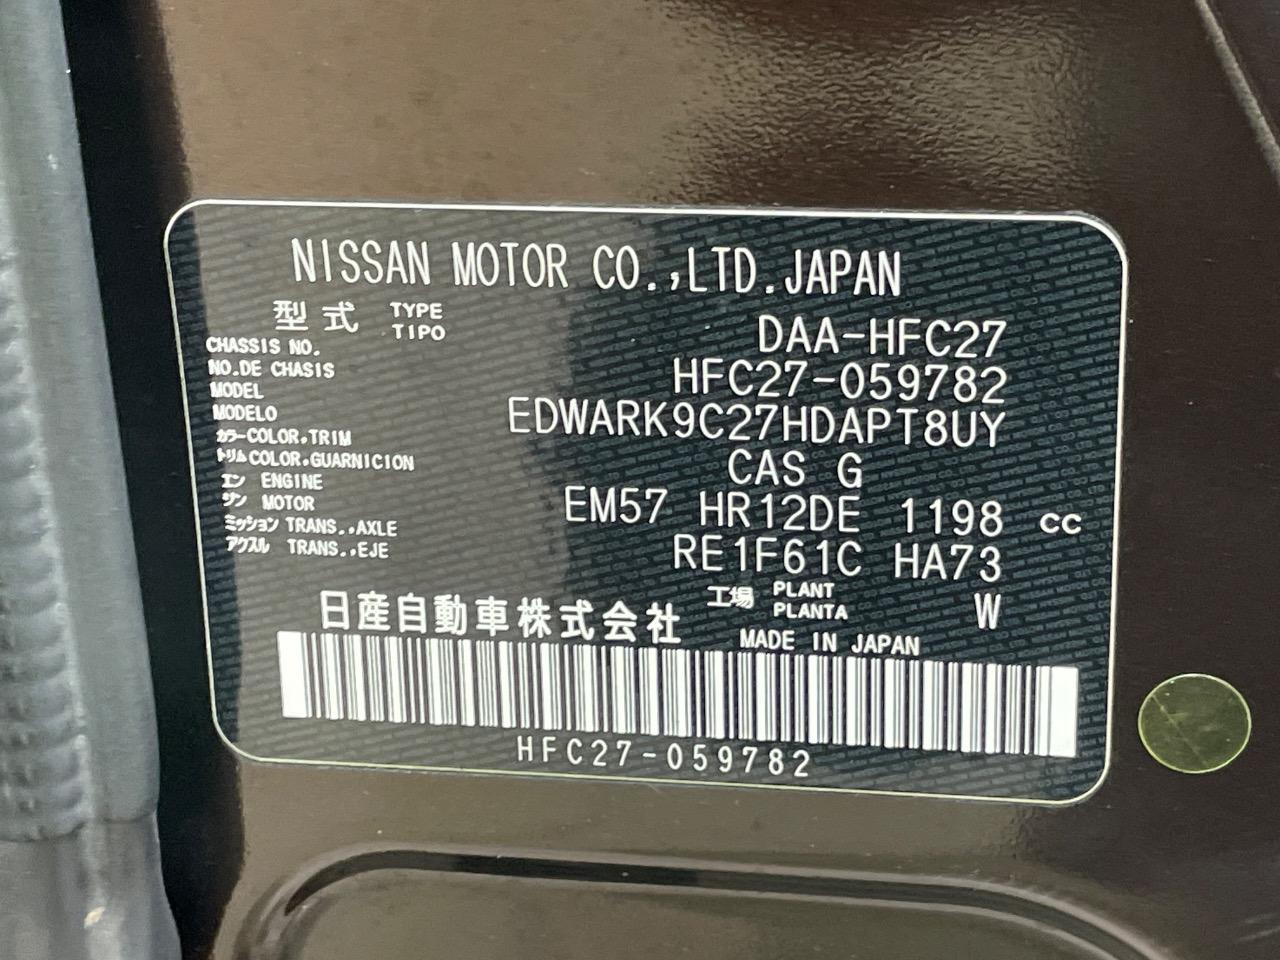 NISSAN MOTOR CO.,LTD.JAPAN
型式 TYPE TIPO DAA-HFC27
CHASSIS NO.
NO.DE CHASIS HFC27-059782
MODEL
MODELO EDWARK9C27HDAPT8UY
カラー COLOR,TRIM
トリム COLOR.GUARNICION CAS G
エン ENGINE
ジン MOTOR EM57 HR12DE 1198 cc
ミッション TRANS.,AXLE
アクスル TRANS.,EJE RE1F61C HA73
工場 PLANT PLANTA W
日産自動車株式会社 MADE IN JAPAN
HFC27-059782